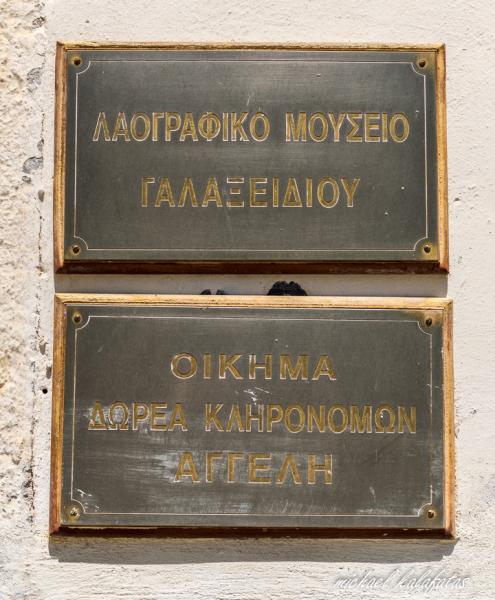 ΛΑΟΓΡΑΦΙΚΟ ΜΟΥΣΕΙΟ
ΓΑΛΑΞΕΙΔΙΟΥ
ΟΙΚΗΜΑ
ΔΩΡΕΑ ΚΛΗΡΟΝΟΜΩΝ
ΑΓΓΕΛΗ
michael kalafatas